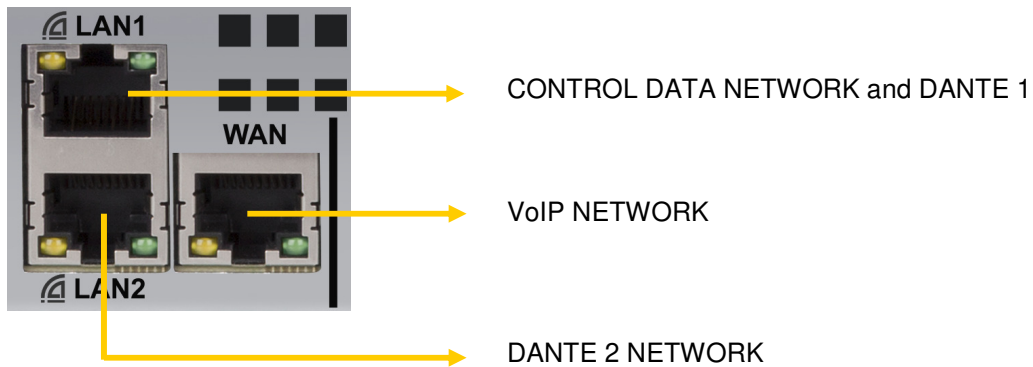 LAN1
CONTROL DATA NETWORK and DANTE 1
WAN
VoIP NETWORK
LAN2
DANTE 2 NETWORK